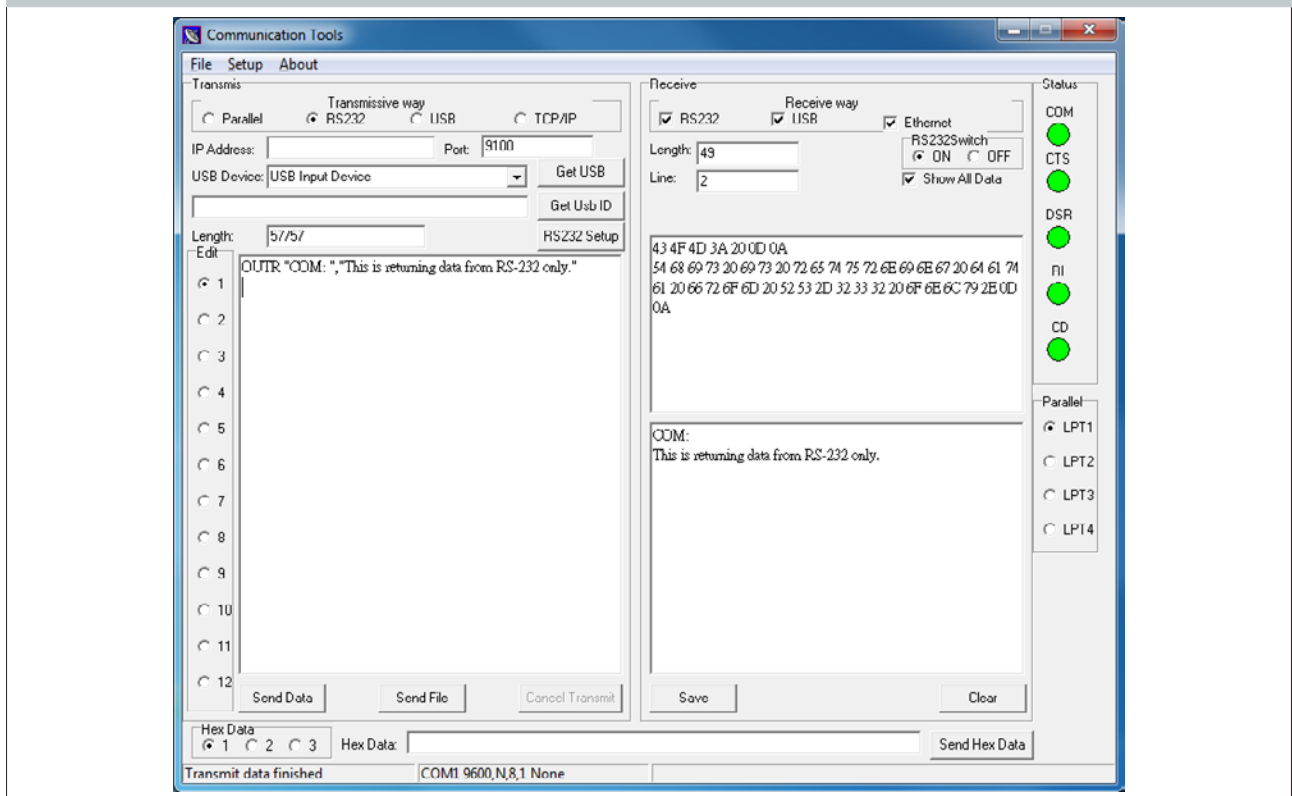 Communication Tools
File Setup About
Transmis
Transmissive way
Parallel RS232 USB TCP/IP
IP Address: Port: 9100
USB Device: USB Input Device Get USB
Get Usb ID
Length: 57/57 RS232 Setup
Edit
OUTR "COM: ","This is returning data from RS-232 only."
1
2
3
4
5
6
7
8
9
10
11
12
Send Data Send File Cancel Transmit
Receive
Receive way
RS232 USB Ethernet
Length: 49
RS232Switch
ON OFF
Line: 2
Show All Data
43 4F 4D 3A 20 0D 0A
54 68 69 73 20 69 73 20 72 65 74 75 72 6E 69 6E 67 20 64 61 74
61 20 66 72 6F 6D 20 52 53 2D 32 33 32 20 6F 6E 6C 79 2E 0D
0A
COM:
This is returning data from RS-232 only.
Save Clear
Status
COM
CTS
DSR
RI
CD
Parallel
LPT1
LPT2
LPT3
LPT4
Hex Data
1 2 3 Hex Data: Send Hex Data
Transmit data finished COM1 9600,N,8,1 None